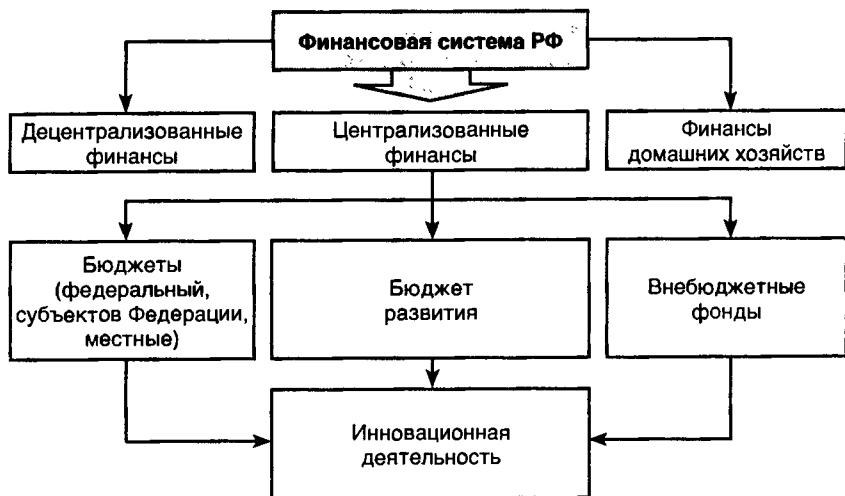 Финансовая система РФ
Децентрализованные
финансы
Централизованные
финансы
Финансы
домашних хозяйств
Бюджеты
(федеральный,
субъектов Федерации,
местные)
Бюджет
развития
Внебюджетные
фонды
Инновационная
деятельность